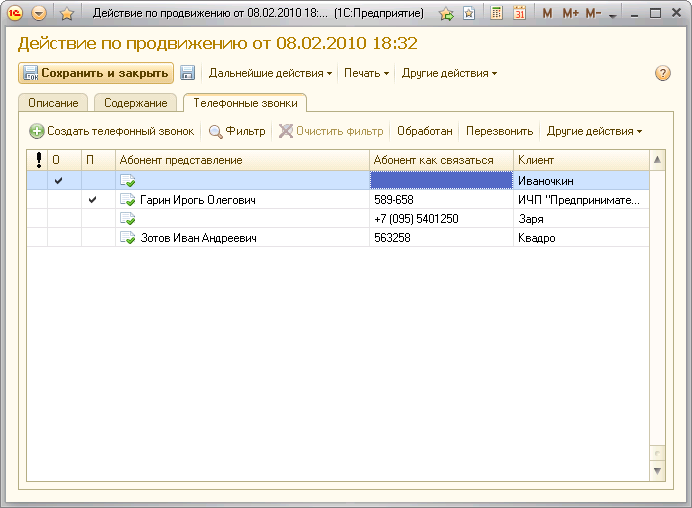 Действие по продвижению от 08.02.2010 18:... (1С:Предприятие)
M M+ M-
31
Действие по продвижению от 08.02.2010 18:32
Сохранить и закрыть Дальнейшие действия Печать Другие действия ?
Описание Содержание Телефонные звонки
Создать телефонный звонок Фильтр Очистить фильтр Обработан Перезвонить Другие действия
! О П Абонент представление Абонент как связаться Клиент
Иваночкин
Гарин Ирогь Олегович 589-658 ИЧП "Предпринимате...
+7 (095) 5401250 Заря
Зотов Иван Андреевич 563258 Квадро